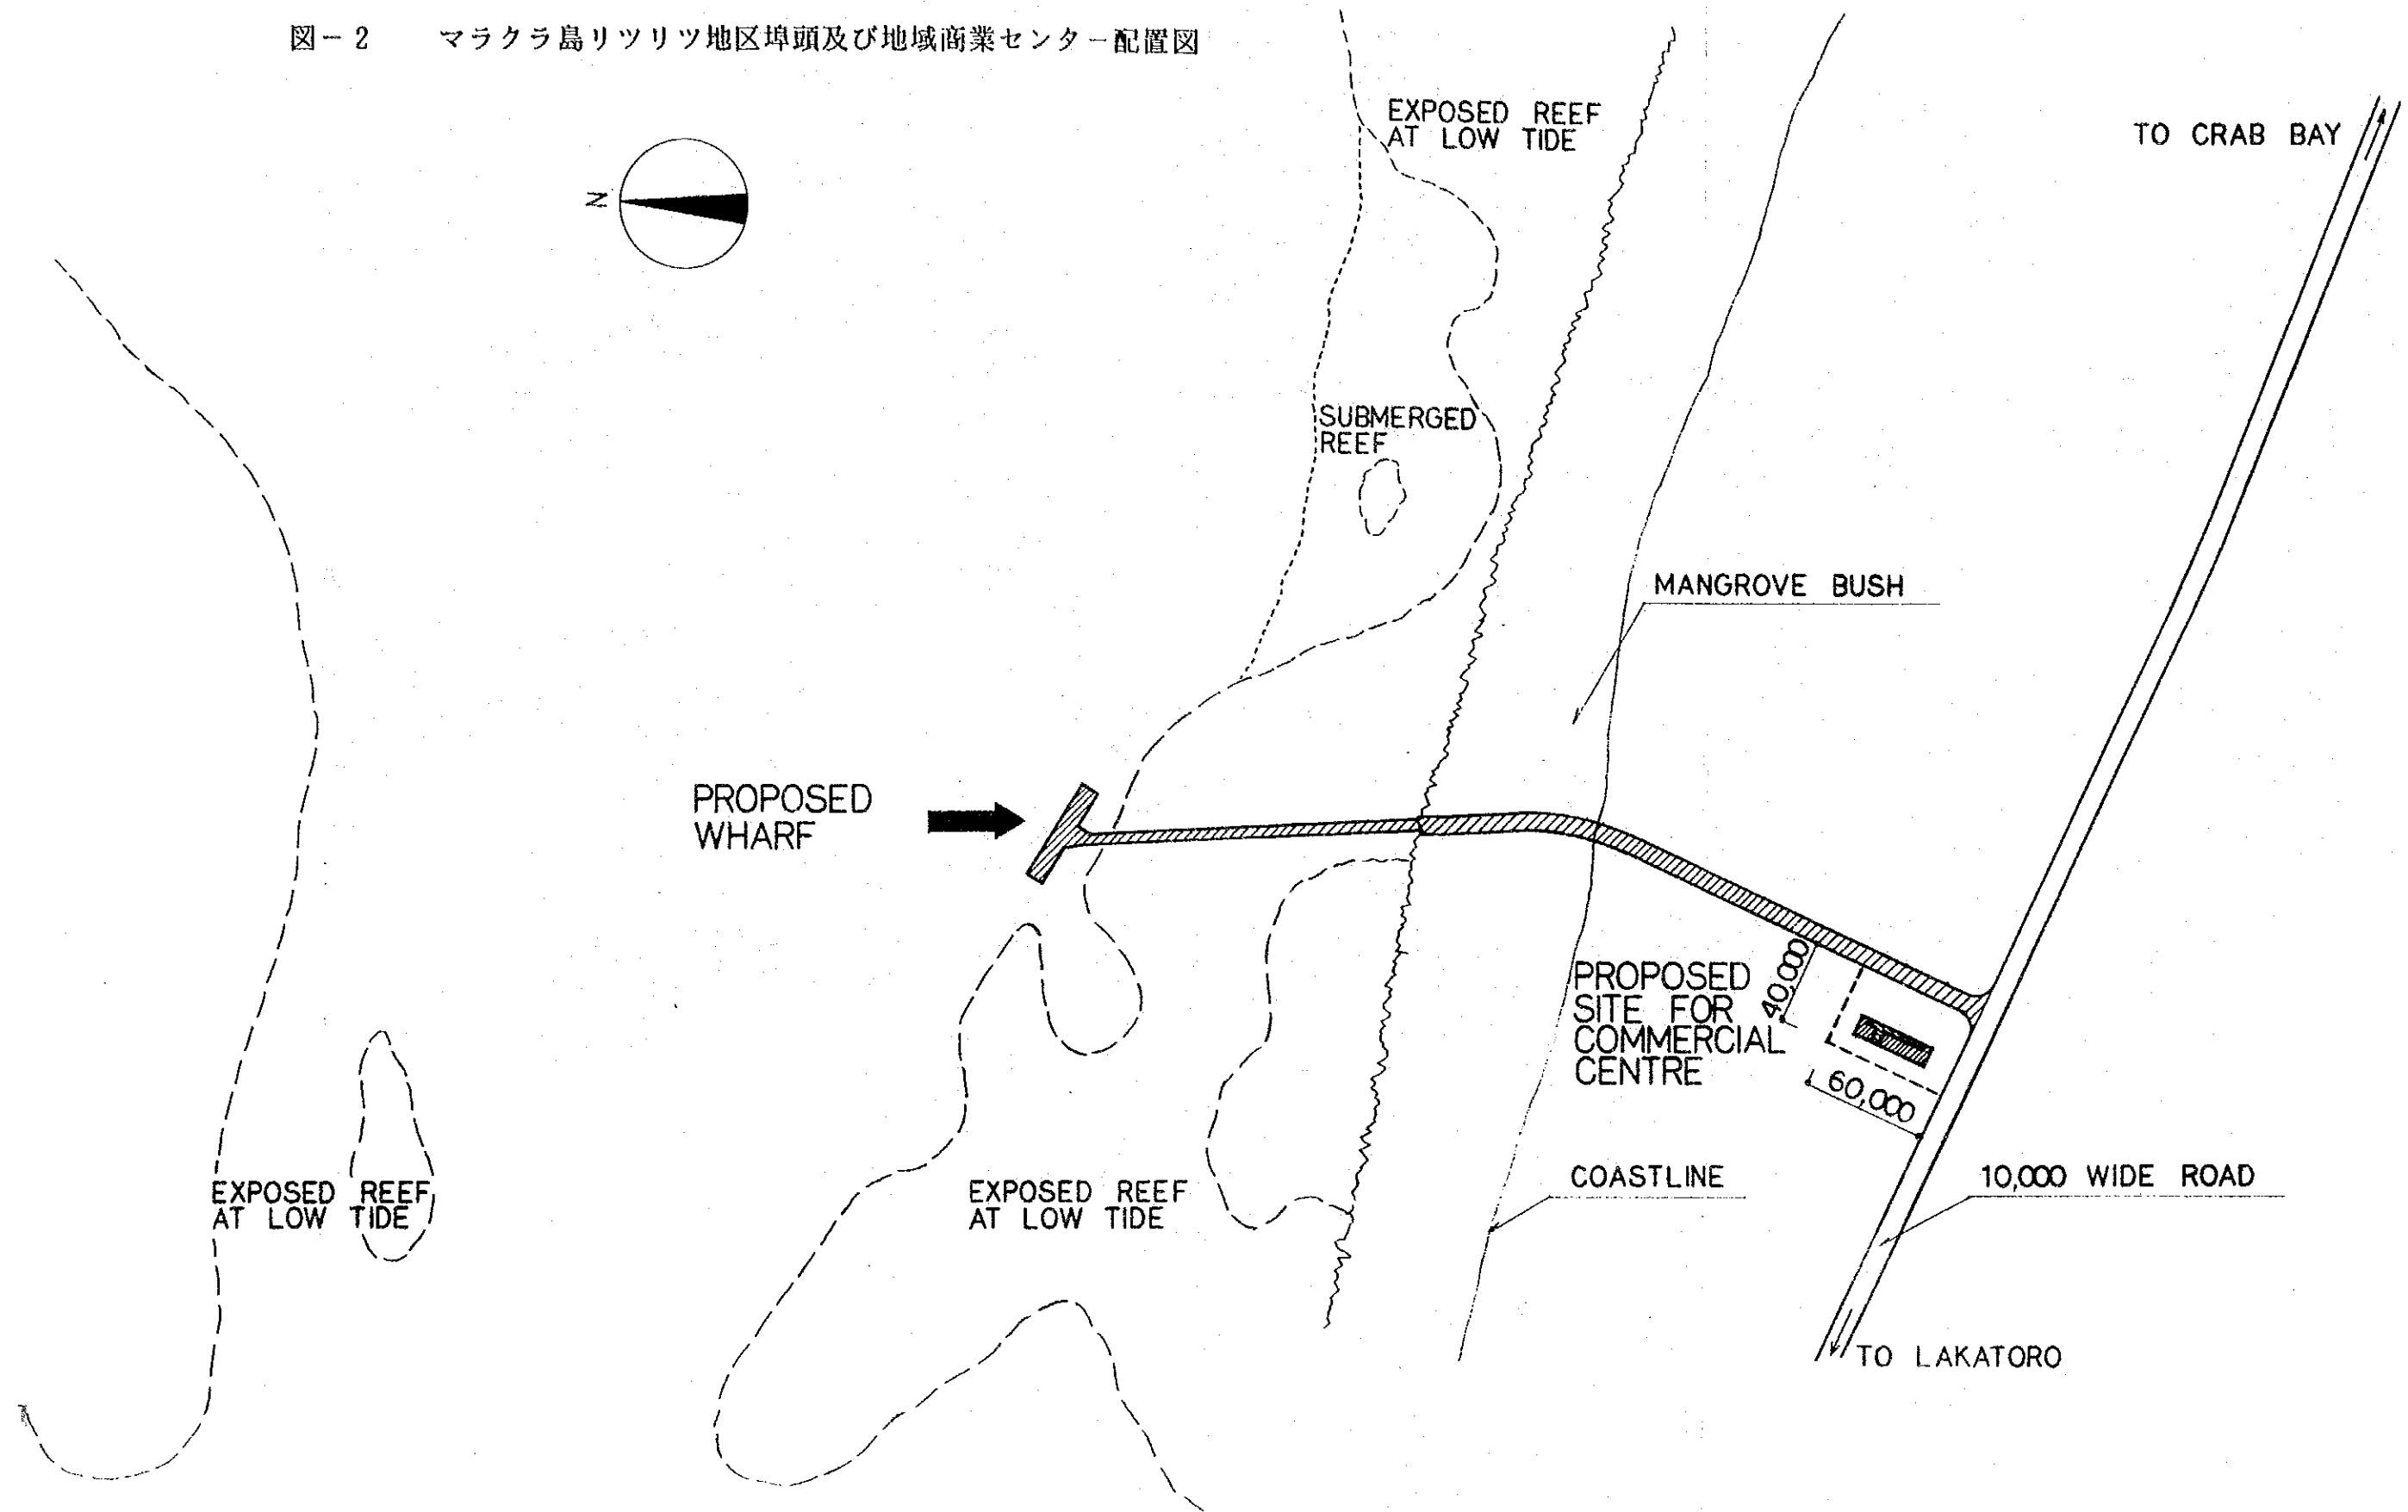 図－2 マラクラ島リツリツ地区埠頭及び地域商業センター配置図
EXPOSED REEF
AT LOW TIDE
TO CRAB BAY
N
SUBMERGED
REEF
MANGROVE BUSH
PROPOSED
WHARF
PROPOSED
SITE FOR
COMMERCIAL
CENTRE
40,000
60,000
EXPOSED REEF
AT LOW TIDE
EXPOSED REEF
AT LOW TIDE
COASTLINE
10,000 WIDE ROAD
TO LAKATORO